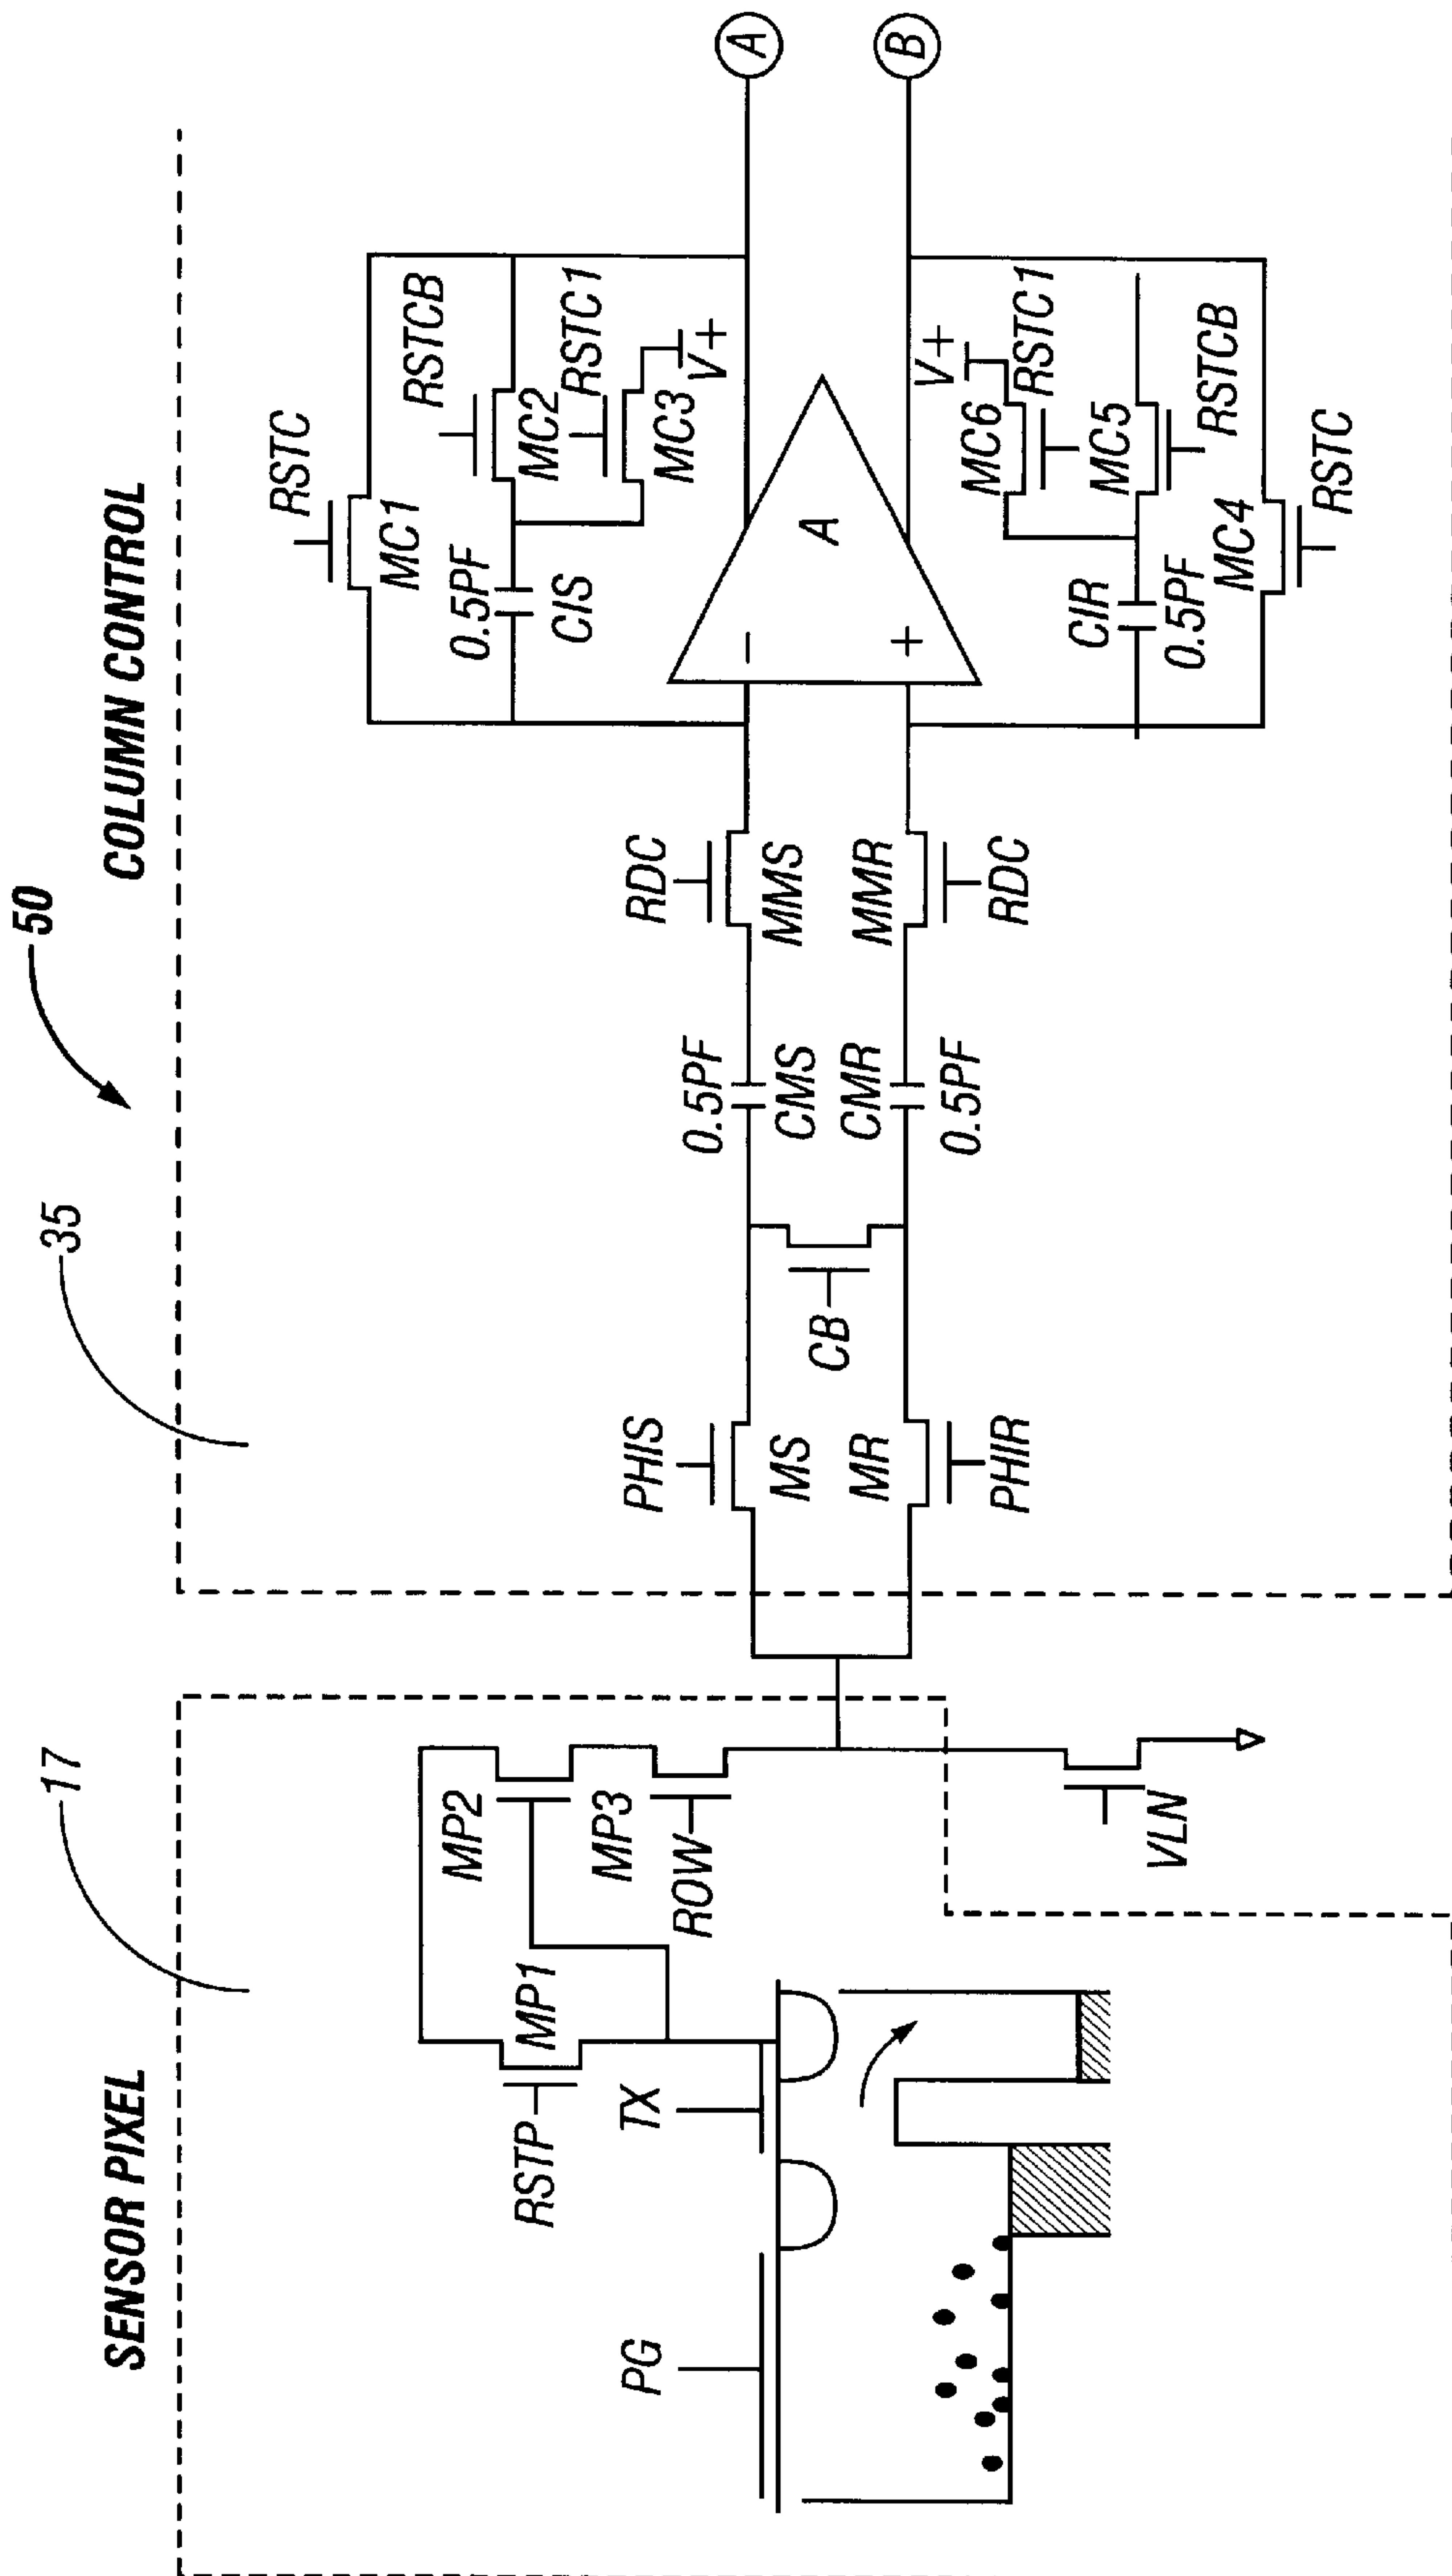 50
35
17
SENSOR PIXEL
COLUMN CONTROL
RSTP
MP1
MP2
MP3
ROW
TX
PG
VLN
PHIS
MS
MR
PHIR
CB
0.5PF
CMS
CMR
0.5PF
RDC
MMS
MMR
RDC
RSTC
MC1
RSTCB
MC2
RSTC1
MC3
V+
0.5PF
CIS
−
+
A
V+
RSTC1
MC6
MC5
RSTCB
CIR
0.5PF
MC4
RSTC
A
B